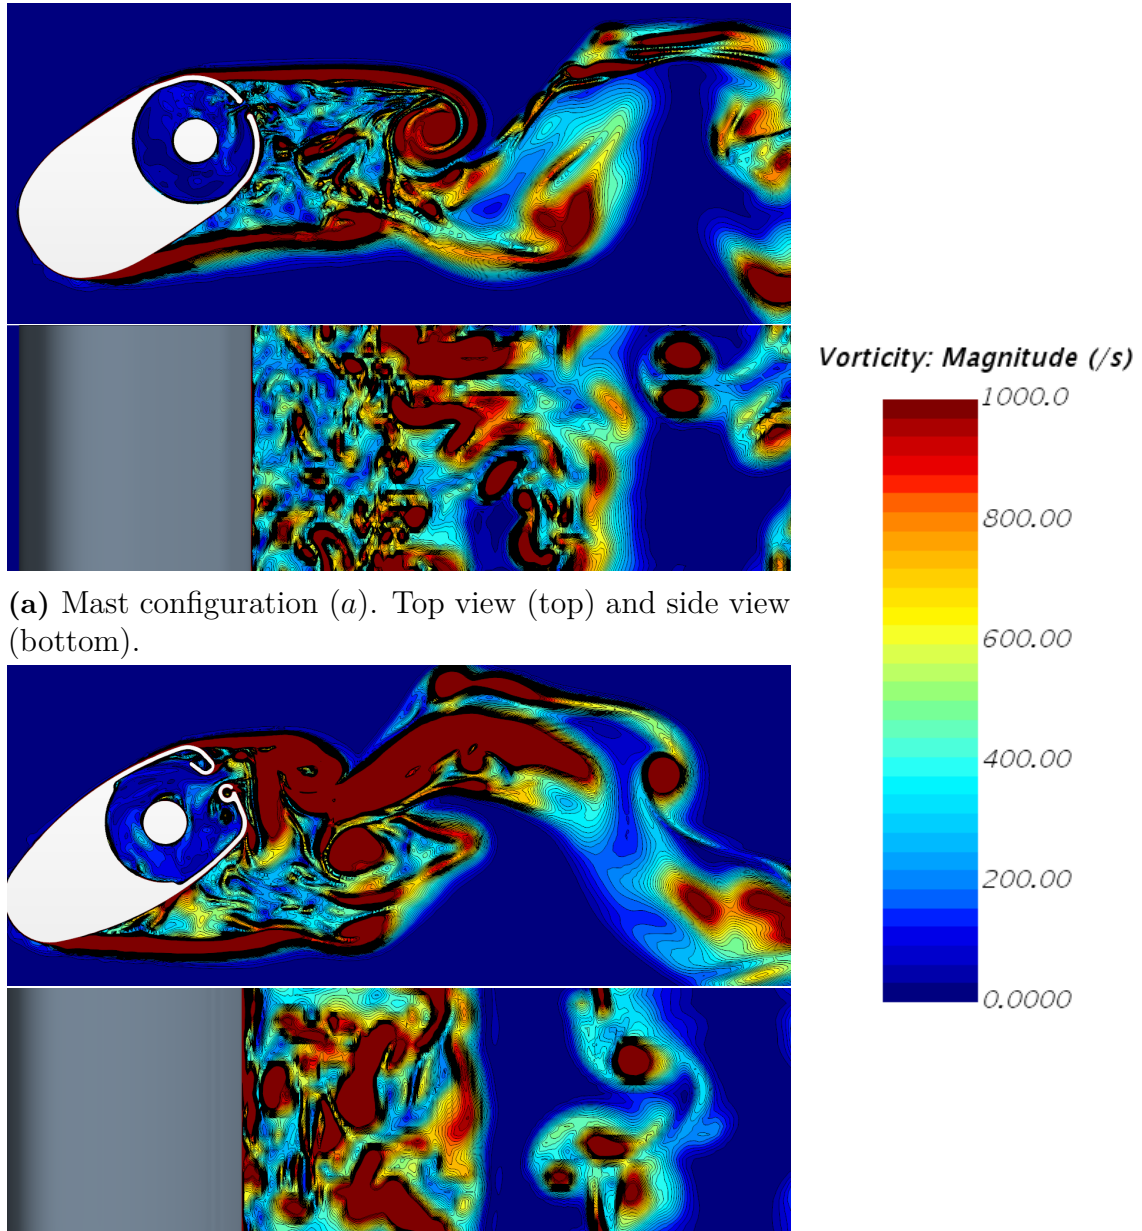 Vorticity: Magnitude (/s)
1000.0
800.00
600.00
400.00
200.00
0.0000
(a) Mast configuration (a). Top view (top) and side view
(bottom).